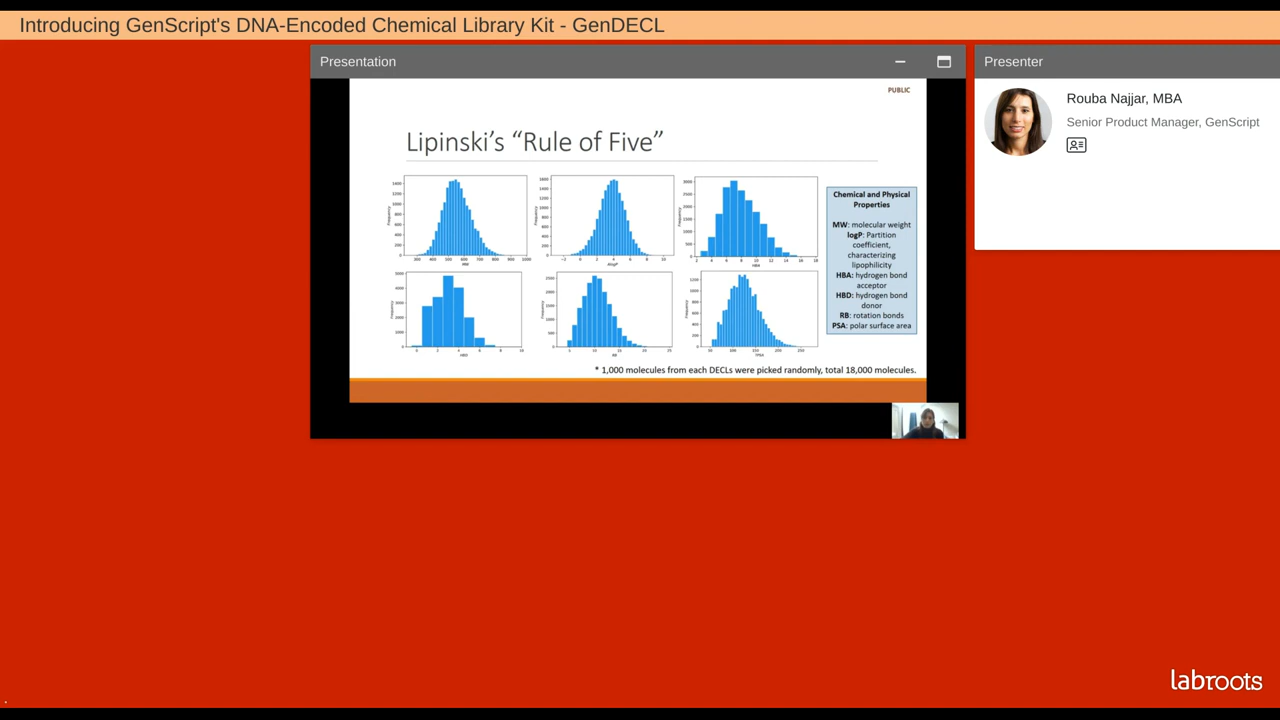 Introducing GenScript's DNA-Encoded Chemical Library Kit - GenDECL
Presentation
Presenter
Rouba Najjar, MBA
Senior Product Manager, GenScript
PUBLIC
Lipinski's “Rule of Five”
Chemical and Physical
Properties
MW: molecular weight
logP: Partition
coefficient,
characterizing
lipophilicity
HBA: hydrogen bond
acceptor
HBD: hydrogen bond
donor
RB: rotation bonds
PSA: polar surface area
* 1,000 molecules from each DECLs were picked randomly, total 18,000 molecules.
labroots